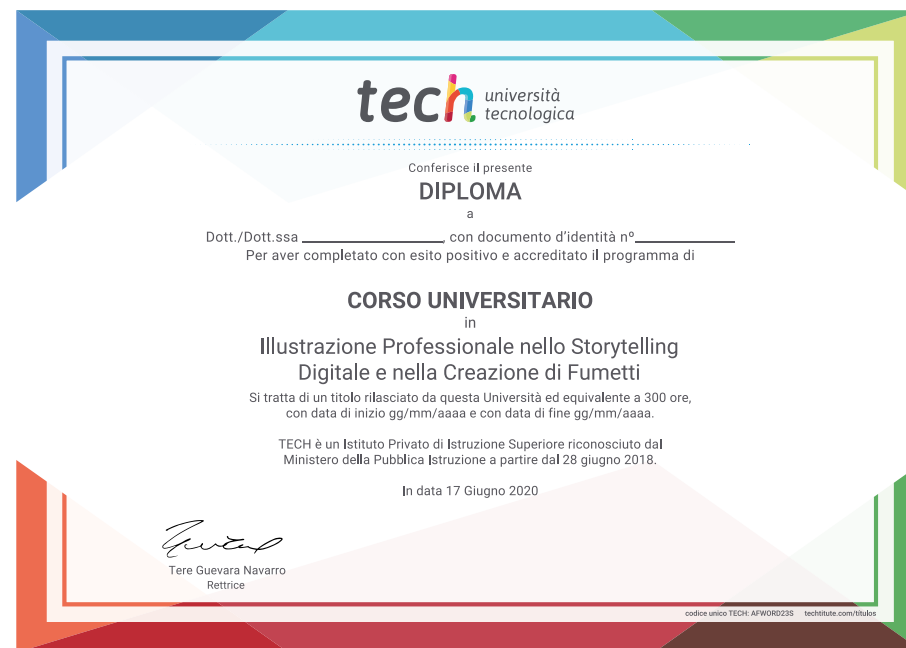 tech università
tecnologica
Conferisce il presente
DIPLOMA
a
Dott./Dott.ssa ____________________, con documento d'identità nº______________
Per aver completato con esito positivo e accreditato il programma di
CORSO UNIVERSITARIO
in
Illustrazione Professionale nello Storytelling
Digitale e nella Creazione di Fumetti
Si tratta di un titolo rilasciato da questa Università ed equivalente a 300 ore,
con data di inizio gg/mm/aaaa e con data di fine gg/mm/aaaa.
TECH è un Istituto Privato di Istruzione Superiore riconosciuto dal
Ministero della Pubblica Istruzione a partire dal 28 giugno 2018.
In data 17 Giugno 2020
Tere Guevara Navarro
Rettrice
codice unico TECH: AFWORD23S techtitute.com/titulos